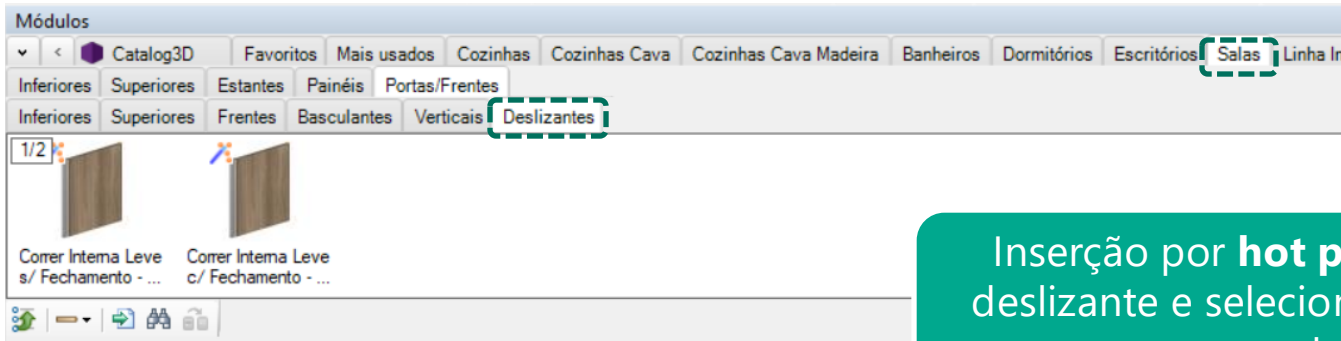 Módulos
Catalog3D Favoritos Mais usados Cozinhas Cozinhas Cava Cozinhas Cava Madeira Banheiros Dormitórios Escritórios Salas Linha
Inferiores Superiores Estantes Painéis Portas/Frentes
Inferiores Superiores Frentes Basculantes Verticais Deslizantes
1/2
Correr Interna Leve
s/ Fechamento - ...
Correr Interna Leve
c/ Fechamento - ...
Inserção por hot
deslizante e